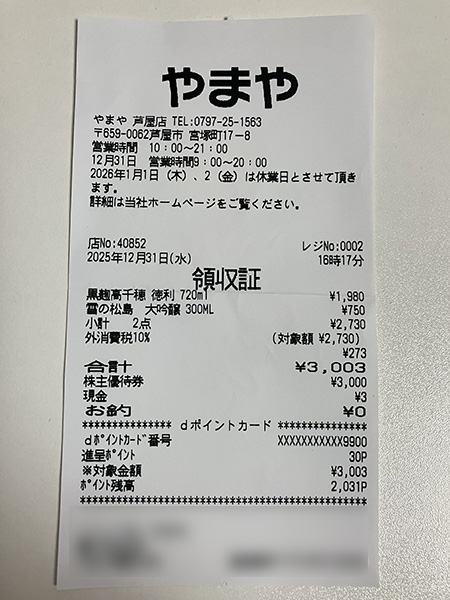 やまや
やまや 芦屋店 TEL:0797-25-1563
〒659-0062芦屋市 宮塚町17-8
営業時間 10:00~21:00
12月31日 営業時間9:00~20:00
2026年1月1日(木)、2(金)は休業日とさせて頂き
ます。
詳細は当社ホームページをご覧ください。
店No:40852 レジNo:0002
2025年12月31日(水) 16時17分
領収証
黒麹高千穂 徳利 720ml ¥1,980
雪の松島 大吟醸 300ML ¥750
小計 2点 ¥2,730
外消費税10% (対象額 ¥2,730)
¥273
合計 ¥3,003
株主優待券 ¥3,000
現金 ¥3
お釣 ¥0
**************** dポイントカード ****************
dポイントカード番号 XXXXXXXXXXX9900
進呈ポイント 30P
※対象金額 ¥3,003
ポイント残高 2,031P
**************************************************